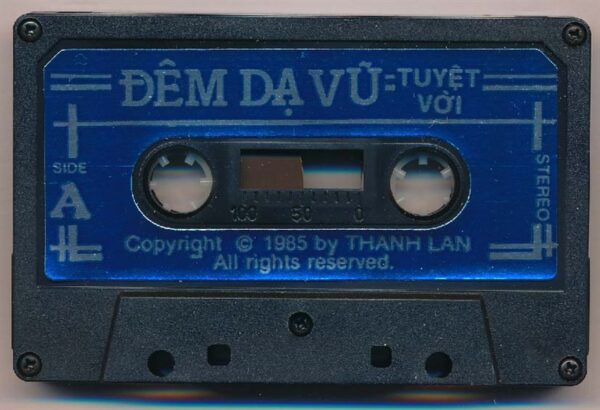 ĐÊM DẠ VŨ TUYỆT
VỜI
SIDE
A
STEREO
100 50 0
Copyright © 1985 by THANH LAN
All rights reserved.